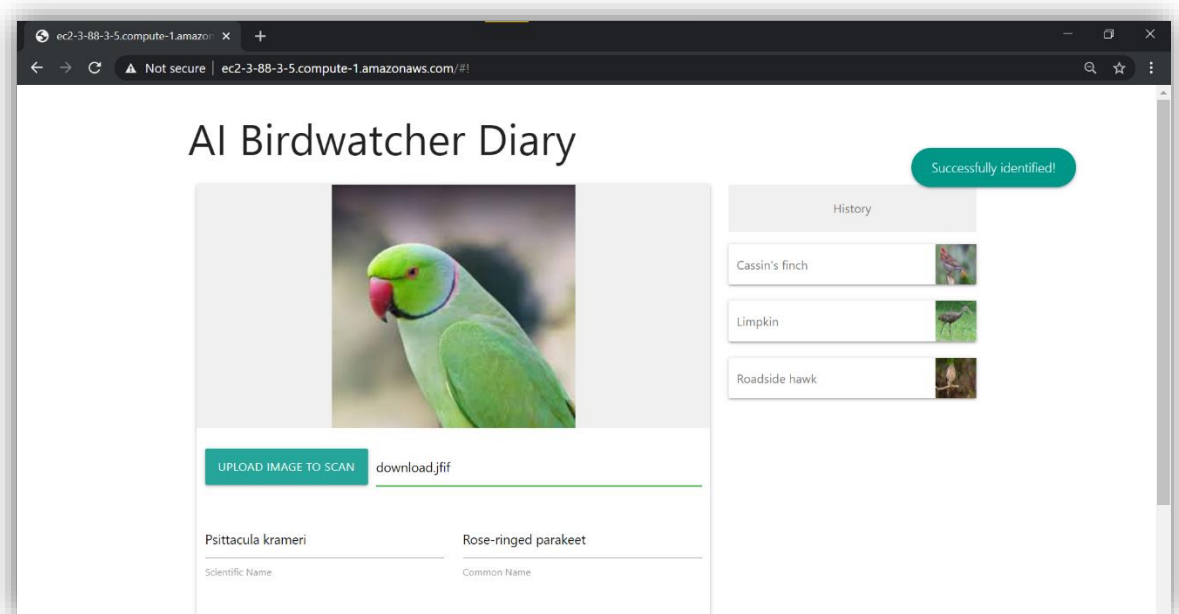 ec2-3-88-3-5.compute-1.amazon
Not secure | ec2-3-88-3-5.compute-1.amazonaws.com/#!
AI Birdwatcher Diary
Successfully identified!
History
Cassin's finch
Limpkin
Roadside hawk
UPLOAD IMAGE TO SCAN
download.jfif
Psittacula krameri
Rose-ringed parakeet
Scientific Name
Common Name